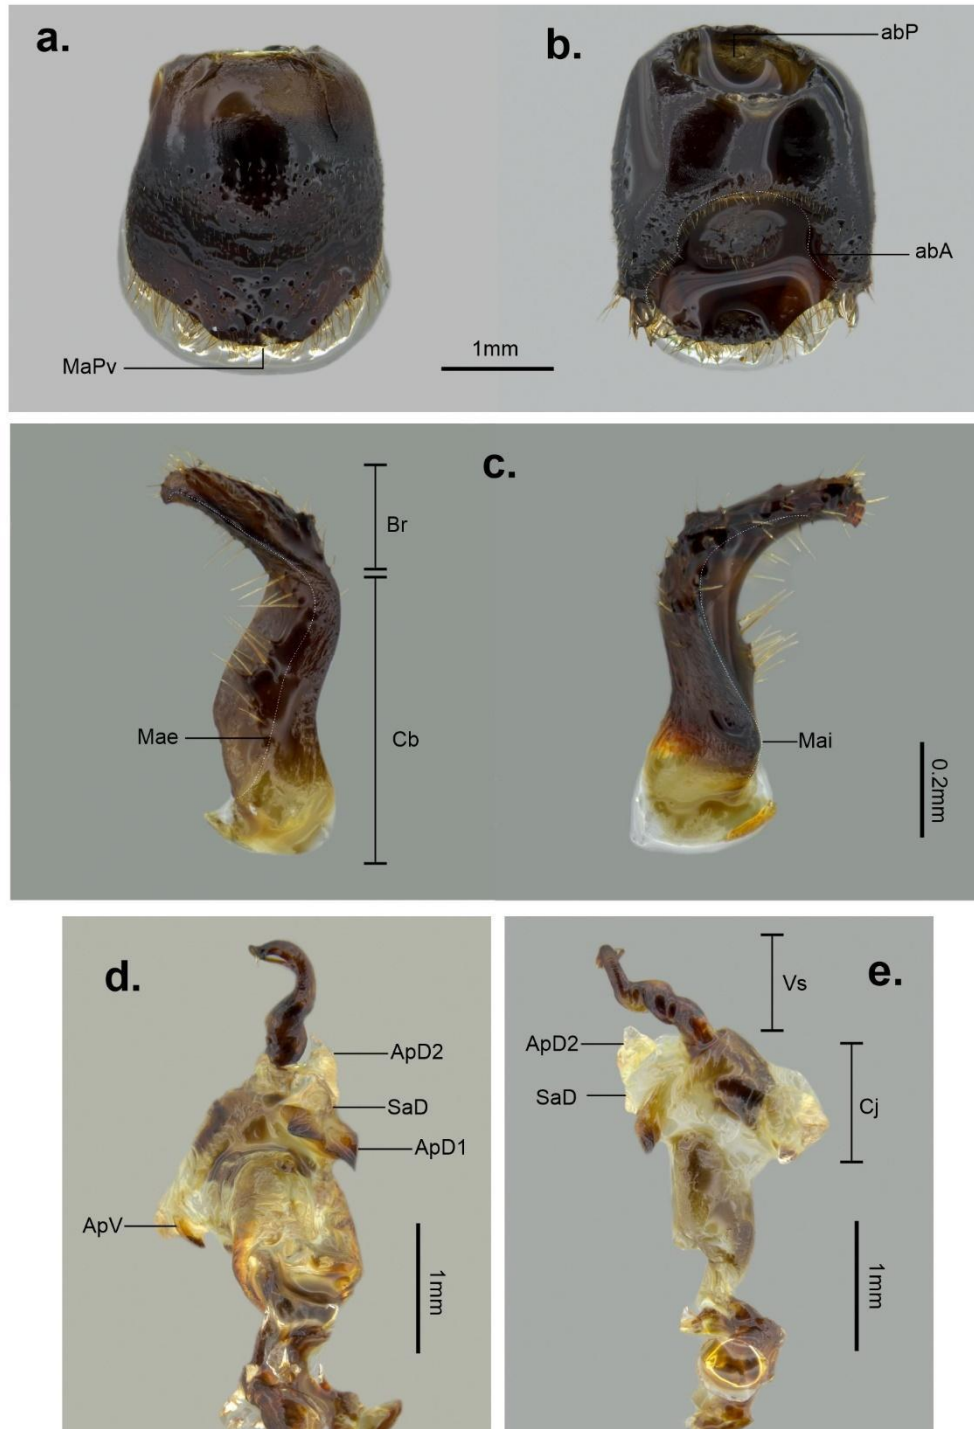 a.
b.
abP
abA
MaPv
1mm
c.
Br
Cb
Mae
Mai
0.2mm
d.
ApD2
SaD
ApD1
ApV
1mm
e.
Vs
ApD2
SaD
Cj
1mm